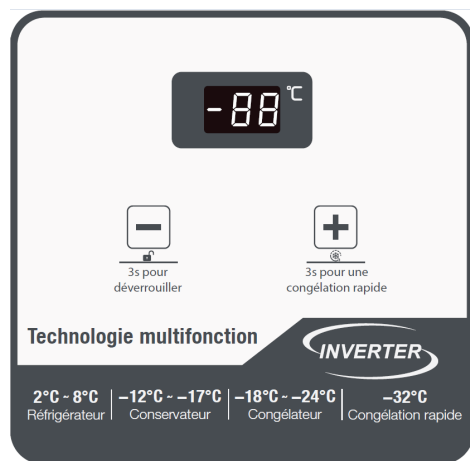 -88 °C
3s pour
déverrouiller
3s pour une
congélation rapide
Technologie multifonction
INVERTER
2°C ~ 8°C
Réfrigérateur
–12°C ~ –17°C
Conservateur
–18°C ~ –24°C
Congélateur
–32°C
Congélation rapide